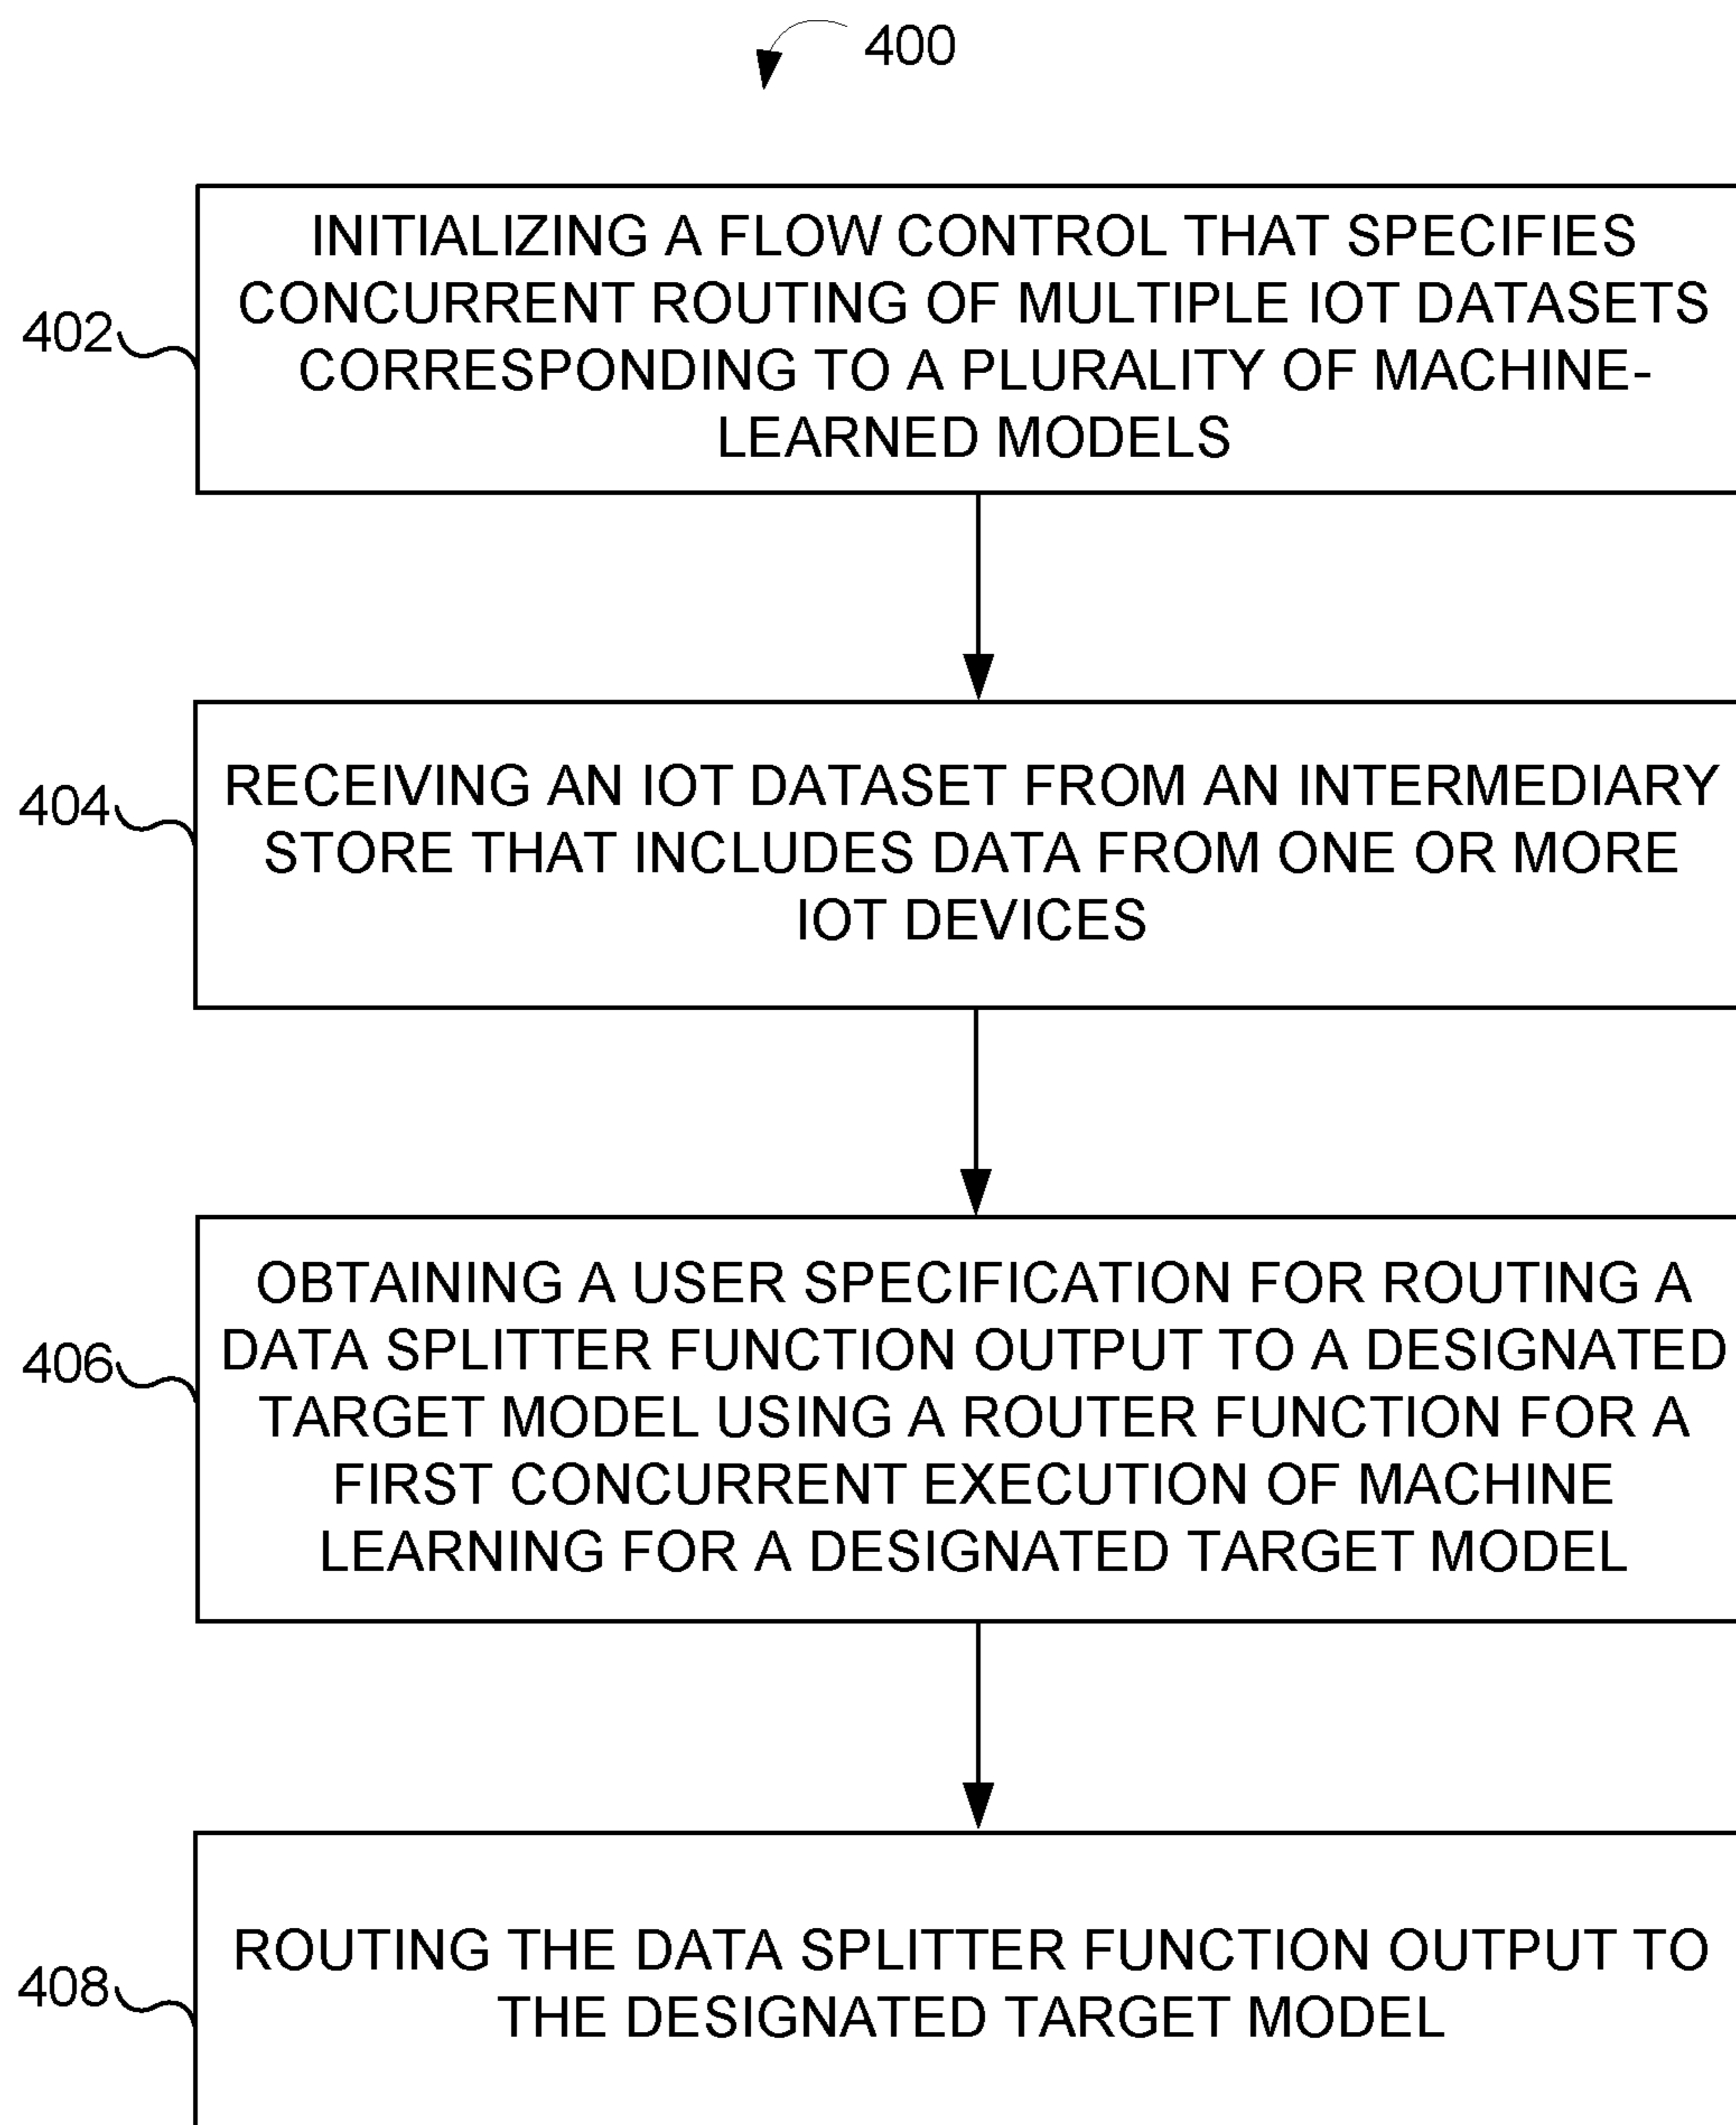 400
INITIALIZING A FLOW CONTROL THAT SPECIFIES
CONCURRENT ROUTING OF MULTIPLE IOT DATASETS
CORRESPONDING TO A PLURALITY OF MACHINE-
LEARNED MODELS
402
RECEIVING AN IOT DATASET FROM AN INTERMEDIARY
STORE THAT INCLUDES DATA FROM ONE OR MORE
IOT DEVICES
404
OBTAINING A USER SPECIFICATION FOR ROUTING A
DATA SPLITTER FUNCTION OUTPUT TO A DESIGNATED
TARGET MODEL USING A ROUTER FUNCTION FOR A
FIRST CONCURRENT EXECUTION OF MACHINE
LEARNING FOR A DESIGNATED TARGET MODEL
406
ROUTING THE DATA SPLITTER FUNCTION OUTPUT TO
THE DESIGNATED TARGET MODEL
408